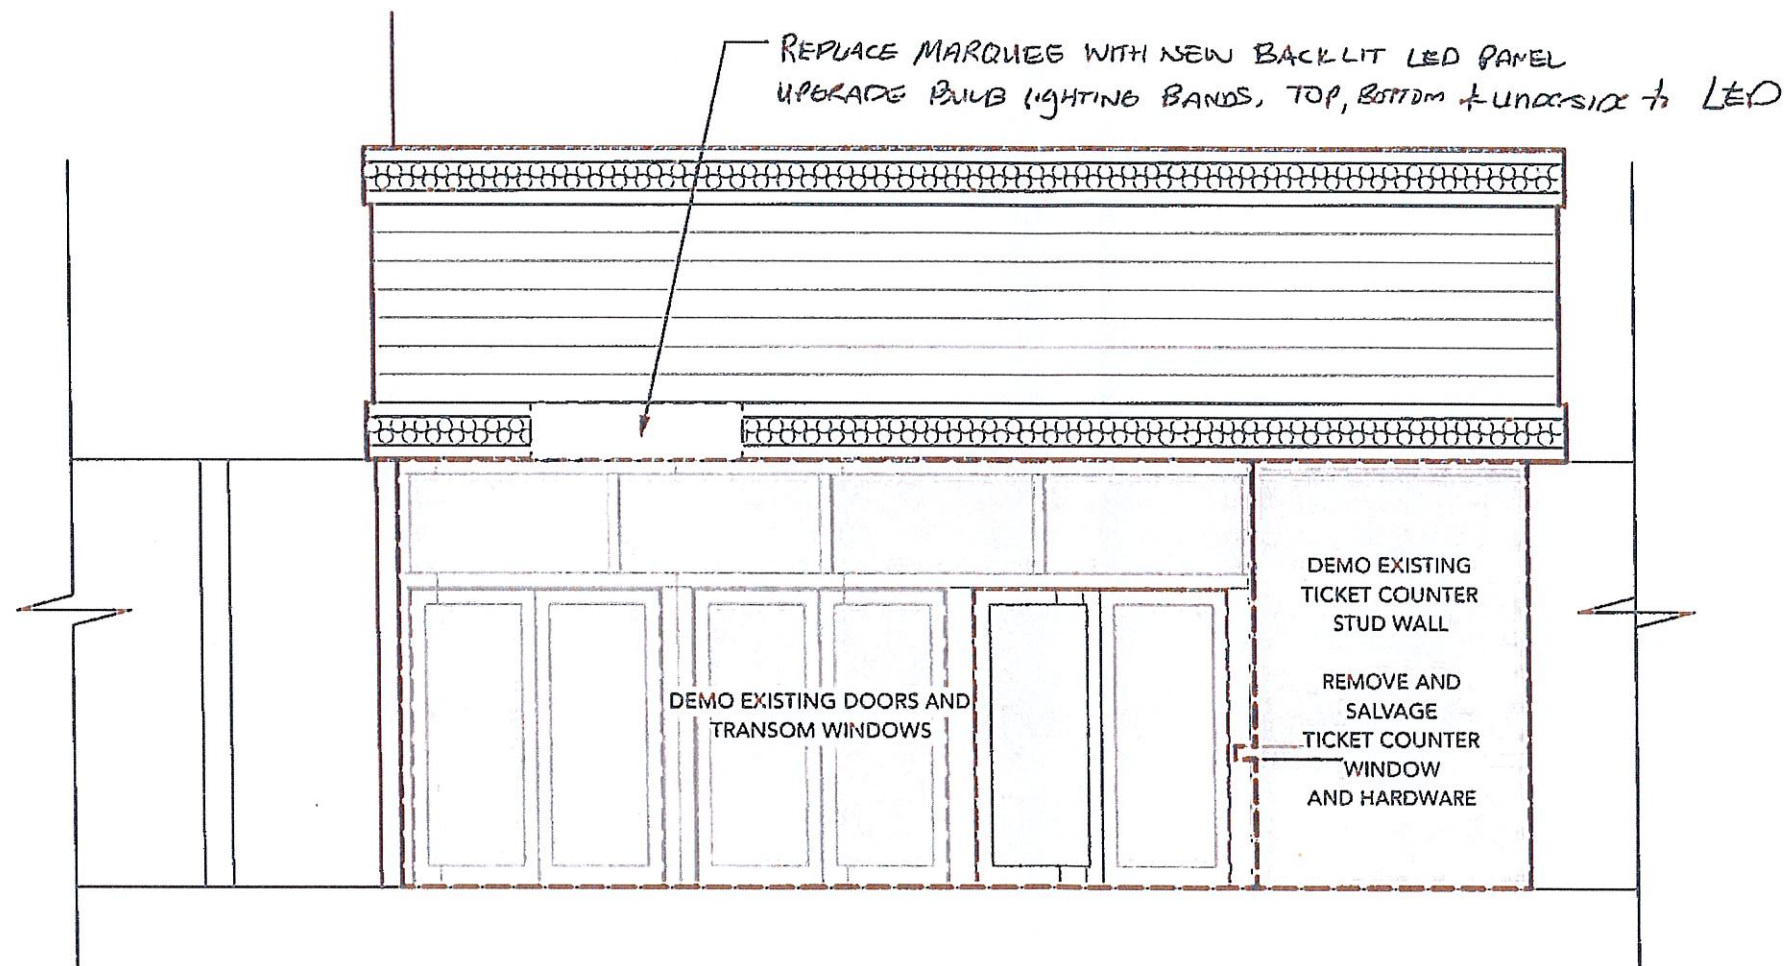 REPLACE MARQUEE WITH NEW BACKLIT LED PANEL
UPGRADE BULB LIGHTING BANDS, TOP, BOTTOM + UNDERSIDE to LED
DEMO EXISTING DOORS AND
TRANSOM WINDOWS
DEMO EXISTING
TICKET COUNTER
STUD WALL
REMOVE AND
SALVAGE
TICKET COUNTER
WINDOW
AND HARDWARE